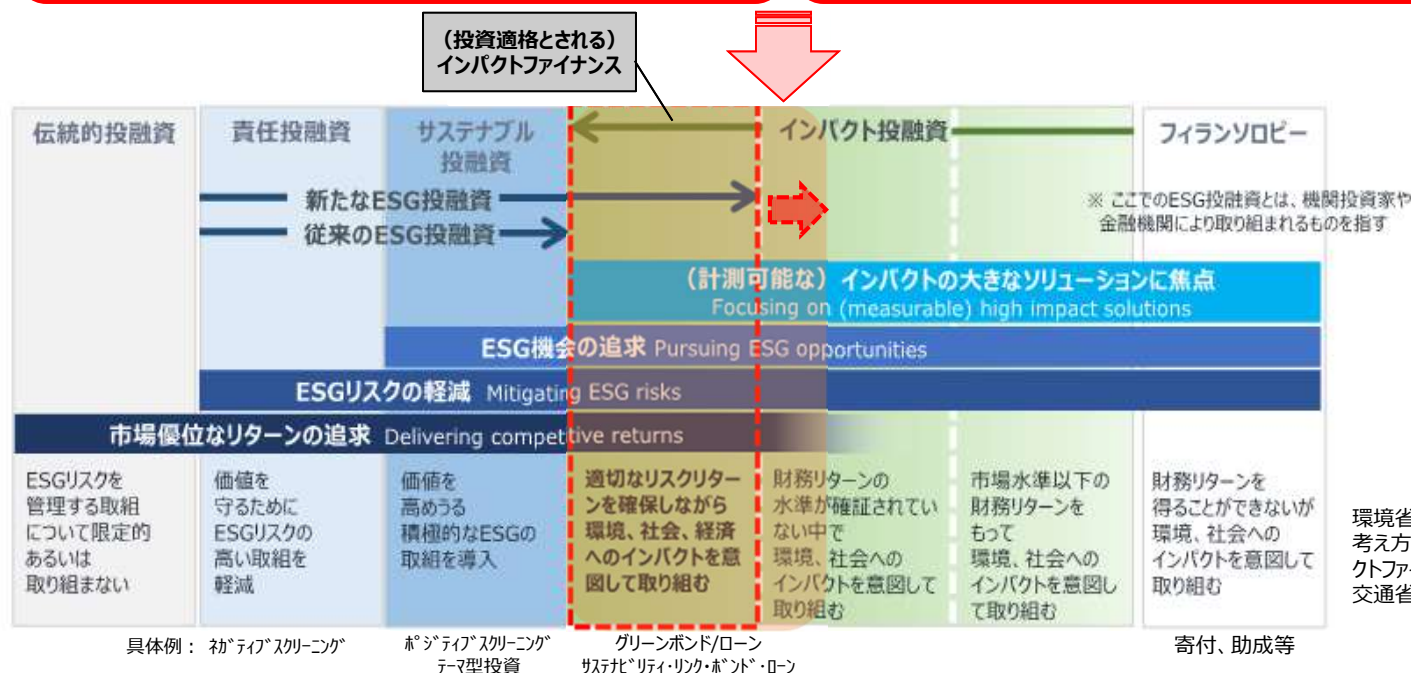 （投資適格とされる）
インパクトファイナンス
伝統的投融資
責任投融資
サステナブル
投融資
インパクト投融資
フィランソロピー
新たなESG投融資
従来のESG投融資
※ ここでのESG投融資とは、機関投資家や
金融機関により取り組まれるものを指す
（計測可能な）インパクトの大きなソリューションに焦点
Focusing on (measurable) high impact solutions
ESG機会の追求 Pursuing ESG opportunities
ESGリスクの軽減 Mitigating ESG risks
市場優位なリターンの追求 Delivering competitive returns
ESGリスクを
管理する取組
について限定的
あるいは
取り組まない
価値を
守るために
ESGリスクの
高い取組を
軽減
価値を
高めうる
積極的なESGの
取組を導入
適切なリスクリター
ンを確保しながら
環境、社会、経済
へのインパクトを意
図して取り組む
財務リターンの
水準が確証されてい
ない中で
環境、社会への
インパクトを意図して
取り組む
市場水準以下の
財務リターンを
もって
環境、社会への
インパクトを意図し
て取り組む
財務リターンを
得ることができないが
環境、社会への
インパクトを意図して
取り組む
環境省
考え方
クトファ
交通省
具体例： ﾈｶﾞﾃｨﾌﾞｽｸﾘｰﾆﾝｸﾞ
ﾎﾟｼﾞﾃｨﾌﾞｽｸﾘｰﾆﾝｸﾞ
ﾃｰﾏ型投資
グリーンボンド/ローン
ｻｽﾃﾅﾋﾞﾘﾃｨ・ﾘﾝｸ・ﾎﾞﾝﾄﾞ・ﾛｰﾝ
寄付、助成等